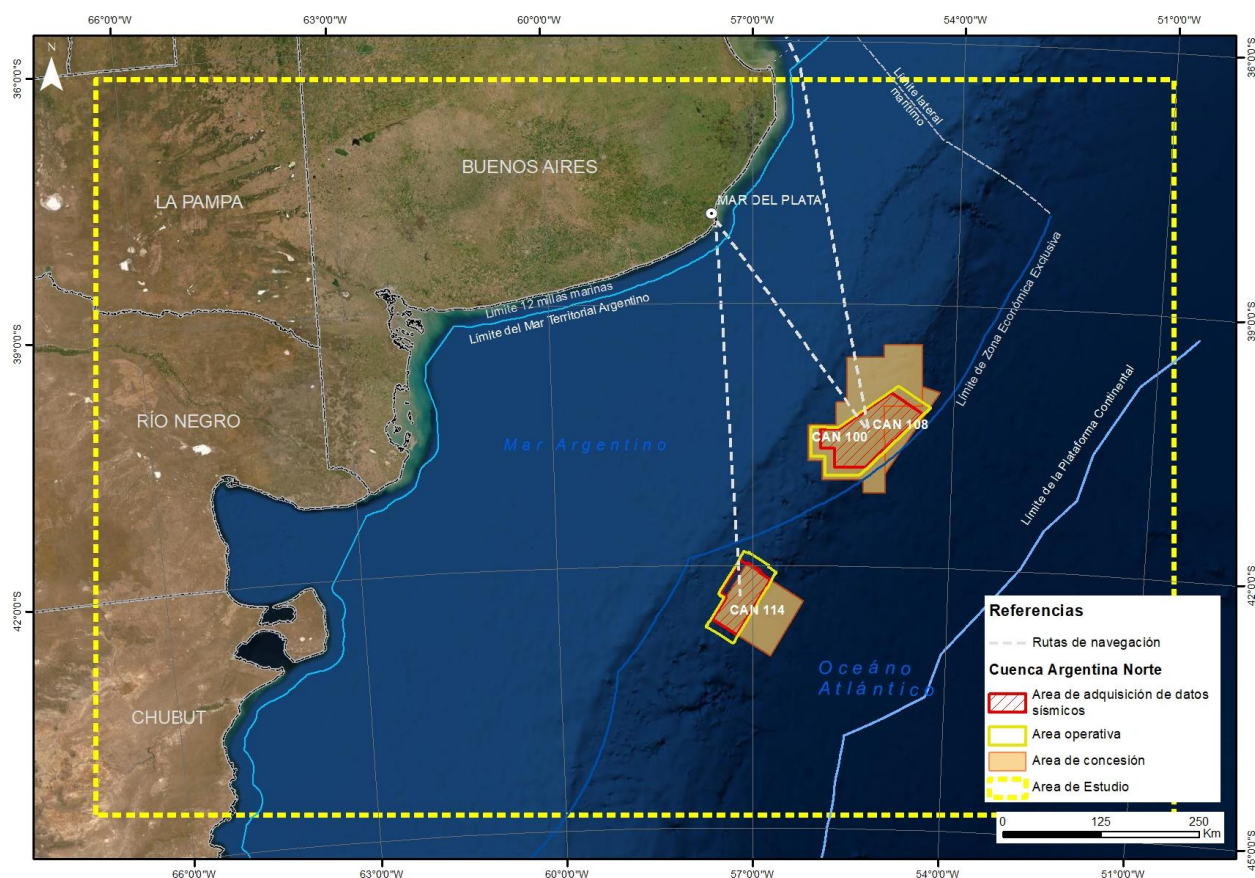 66°0'0"W
63°0'0"W
60°0'0"W
57°0'0"W
54°0'0"W
51°0'0"W
N
36°0'0"S
36°0'0"S
Límite lateral
marítimo
BUENOS AIRES
LA PAMPA
MAR DEL PLATA
Límite 12 millas marinas
Límite del Mar Territorial Argentino
Límite de Zona Económica Exclusiva
39°0'0"S
39°0'0"S
Límite de la Plataforma Continental
RÍO NEGRO
Mar Argentino
CAN 100
CAN 108
42°0'0"S
42°0'0"S
CAN 114
Oceáno
Atlántico
CHUBUT
Referencias
Rutas de navegación
Cuenca Argentina Norte
Area de adquisición de datos
sísmicos
Area operativa
Area de concesión
Area de Estudio
0
125
250
Km
45°0'0"S
66°0'0"W
63°0'0"W
60°0'0"W
57°0'0"W
54°0'0"W
51°0'0"W